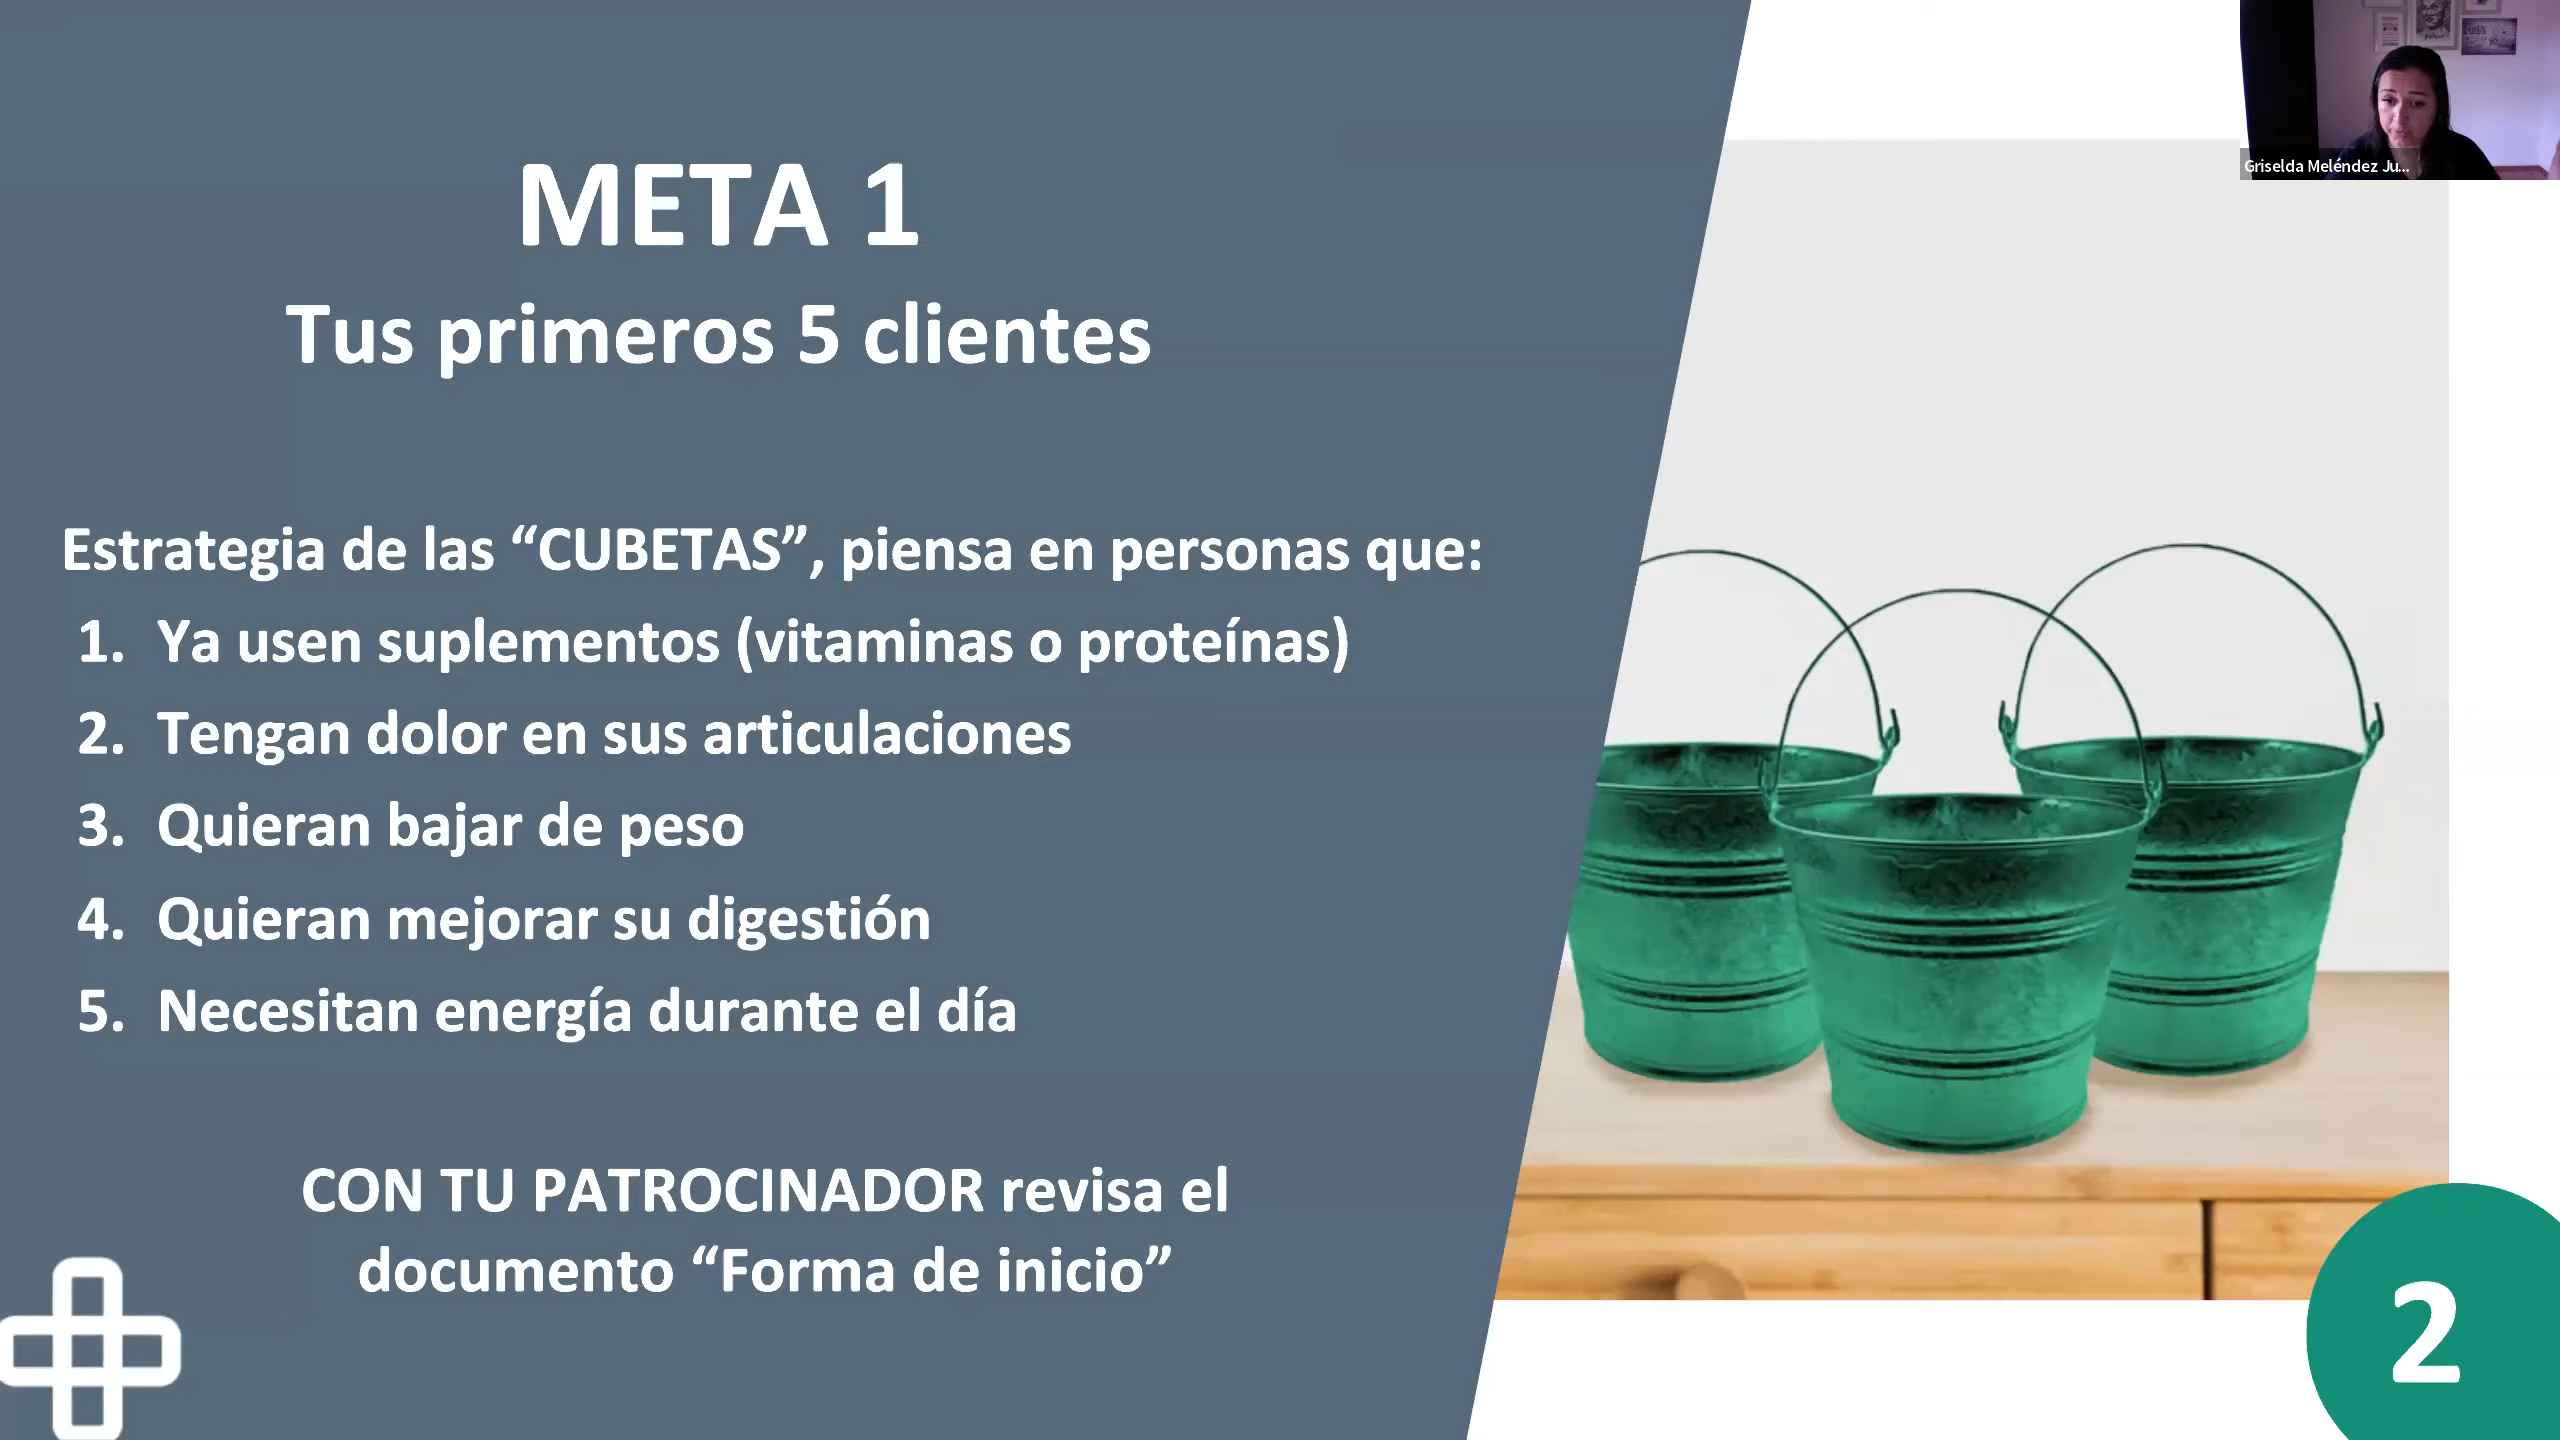 META 1
Tus primeros 5 clientes
Estrategia de las “CUBETAS”, piensa en personas que:
1. Ya usen suplementos (vitaminas o proteínas)
2. Tengan dolor en sus articulaciones
3. Quieran bajar de peso
4. Quieran mejorar su digestión
5. Necesitan energía durante el día
CON TU PATROCINADOR revisa el
documento “Forma de inicio”
Griselda Meléndez Ju...
2